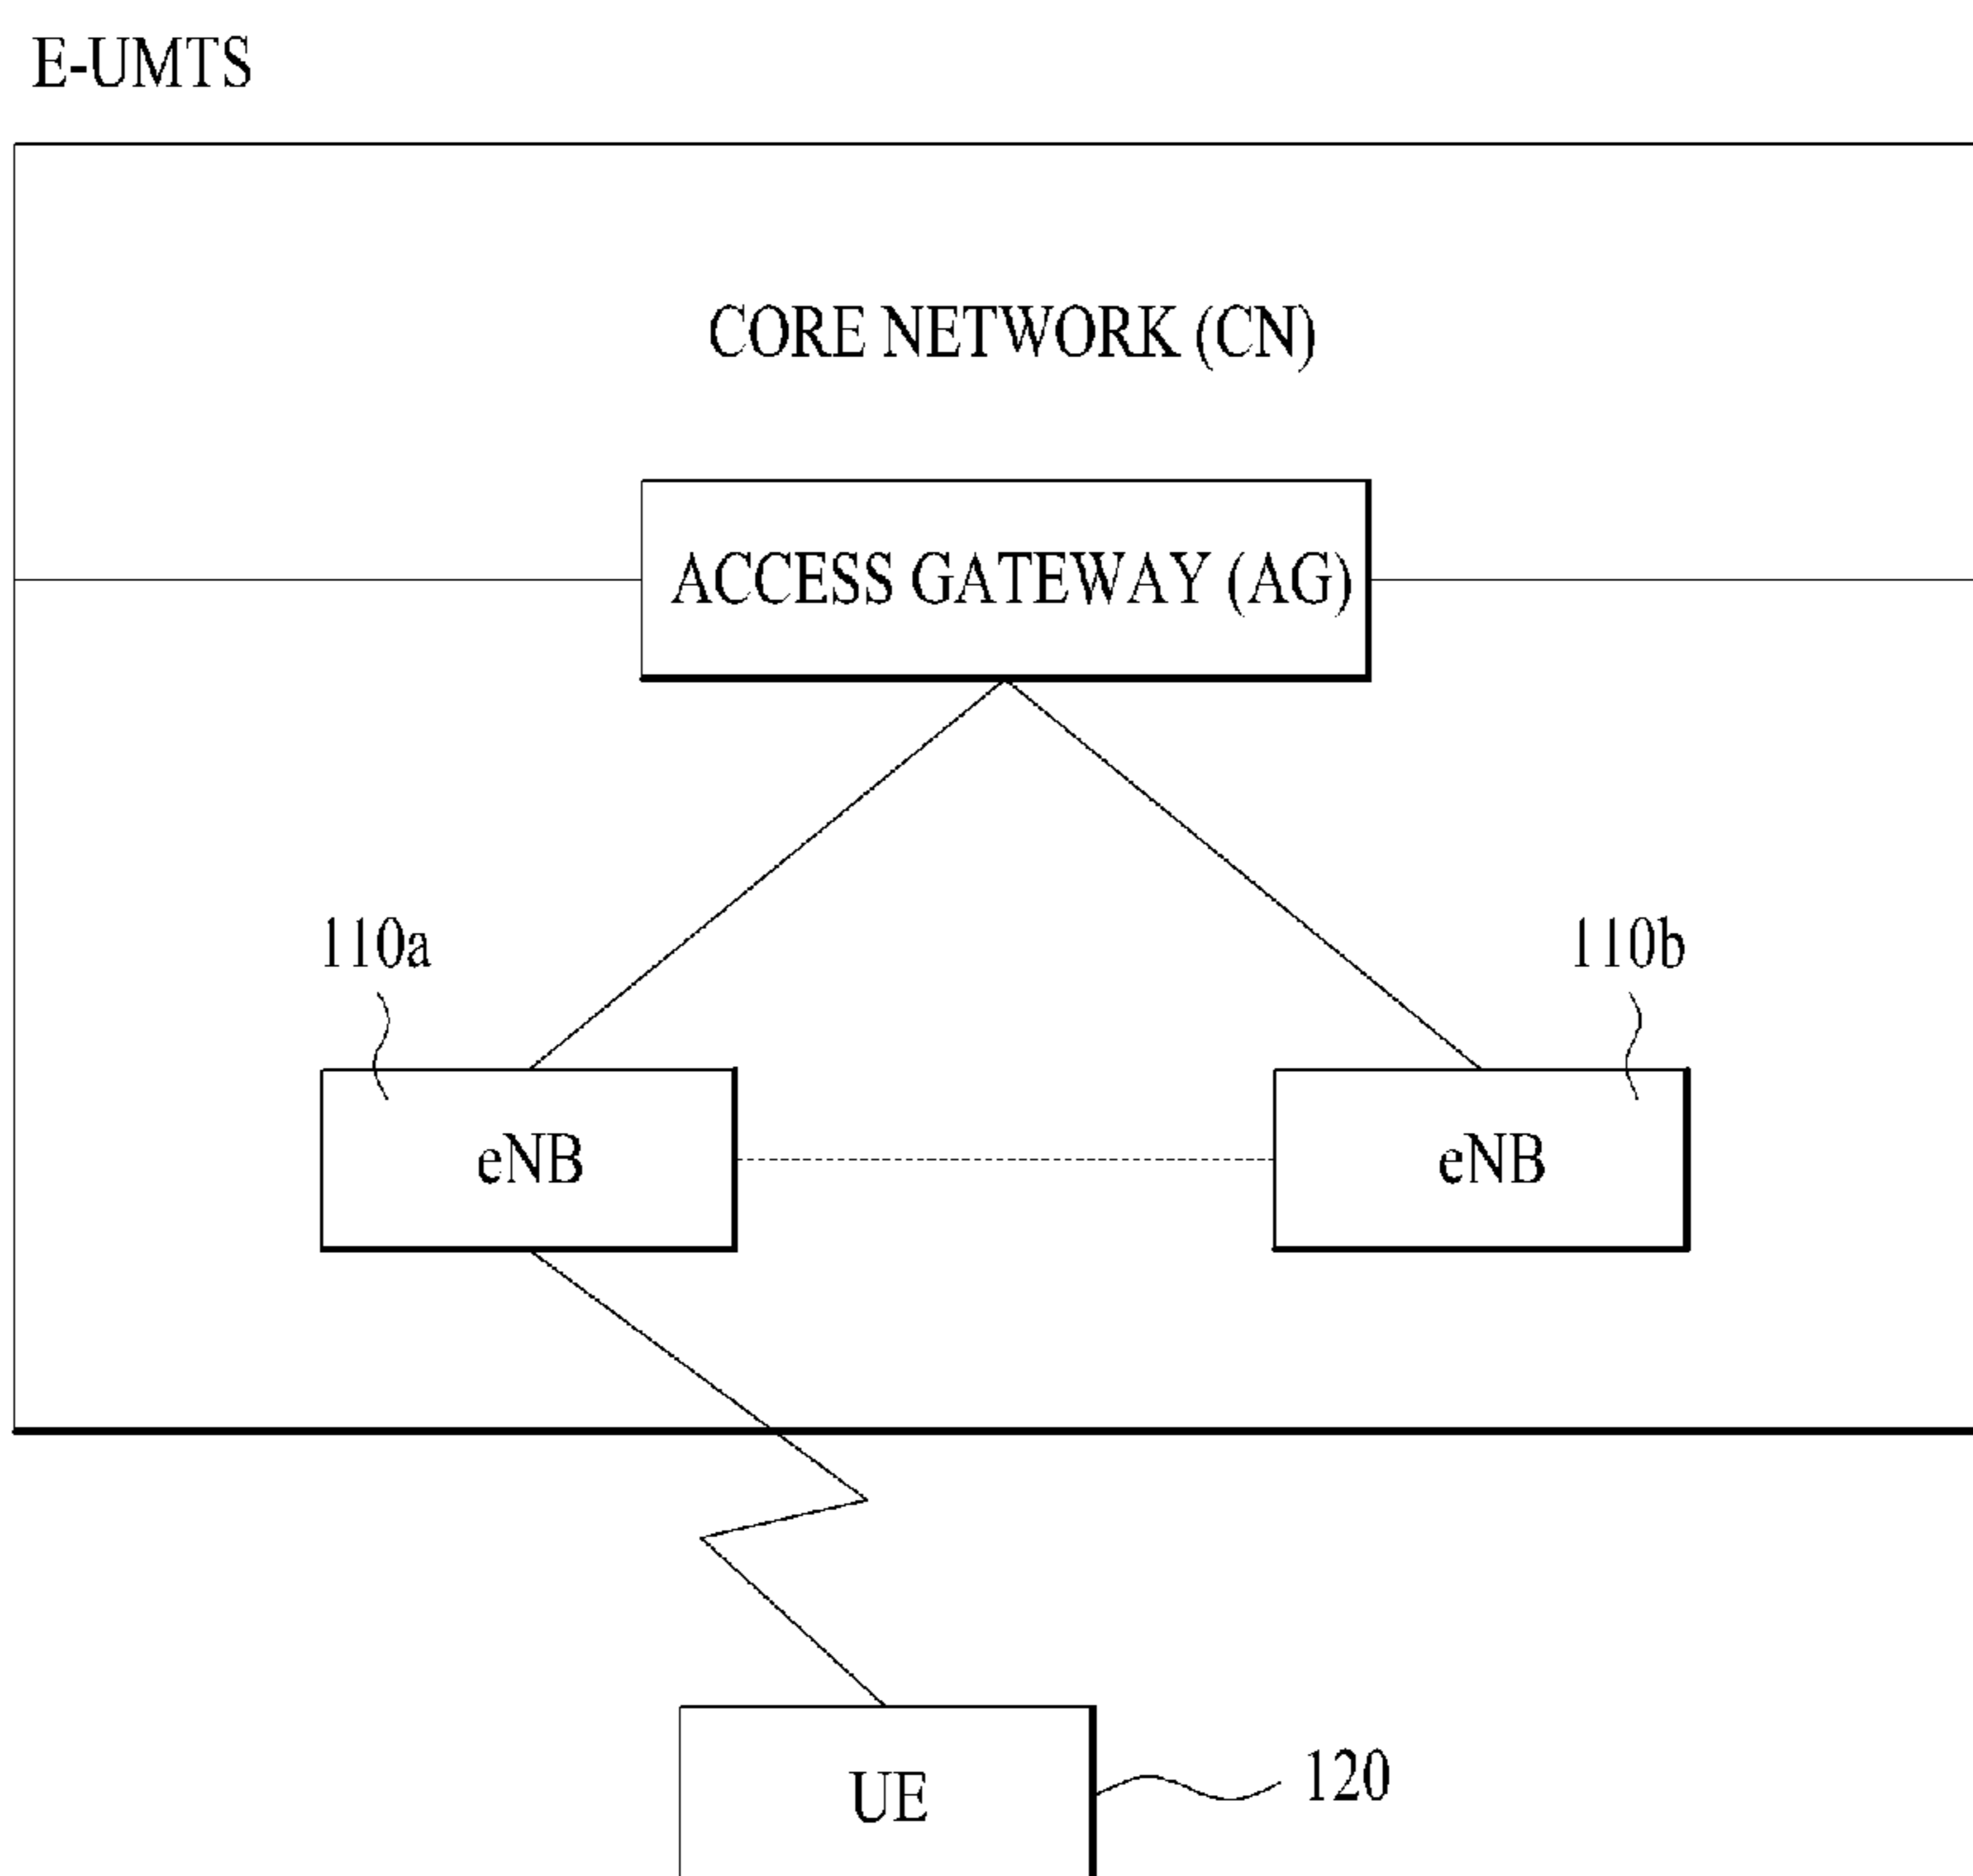 E-UMTS
CORE NETWORK (CN)
ACCESS GATEWAY (AG)
110a
110b
eNB
eNB
UE
120